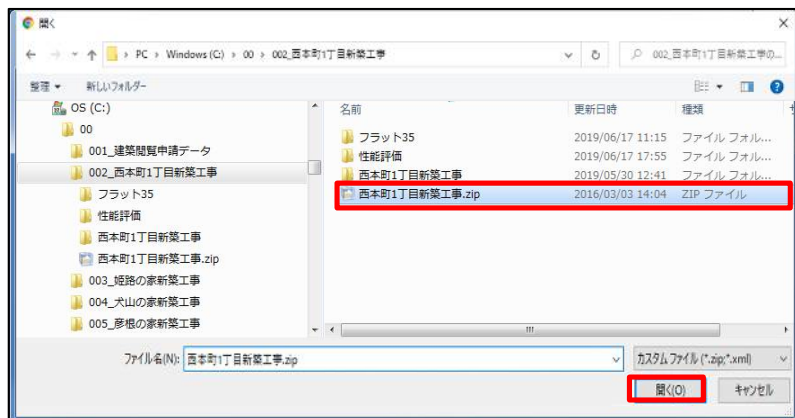 開く
PC › Windows (C:) › 00 › 002_西本町1丁目新築工事
002_西本町1丁目新築工事の...
整理 新しいフォルダー
OS (C:)
00
001_建築閲覧申請データ
002_西本町1丁目新築工事
フラット35
性能評価
西本町1丁目新築工事
西本町1丁目新築工事.zip
003_姫路の家新築工事
004_犬山の家新築工事
005_彦根の家新築工事
名前 更新日時 種類
フラット35 2019/06/17 11:15 ファイル フォル...
性能評価 2019/06/17 17:55 ファイル フォル...
西本町1丁目新築工事 2019/05/30 12:41 ファイル フォル...
西本町1丁目新築工事.zip 2016/03/03 14:04 ZIP ファイル
ファイル名(N): 西本町1丁目新築工事.zip カスタム ファイル (*.zip;*.xml)
開く(O) キャンセル